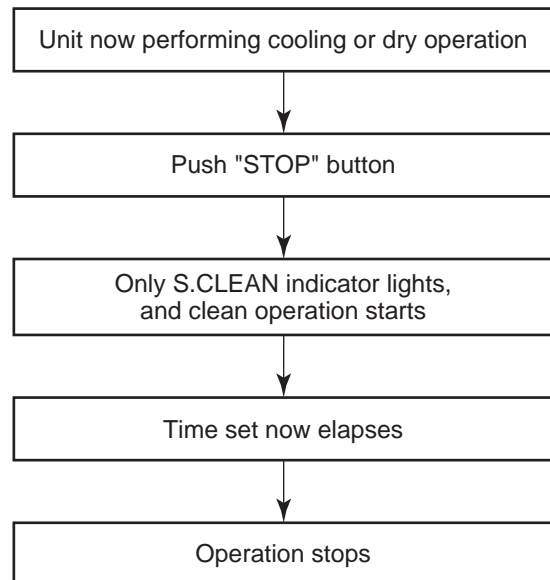 Unit now performing cooling or dry operation
Push "STOP" button
Only S.CLEAN indicator lights,
and clean operation starts
Time set now elapses
Operation stops